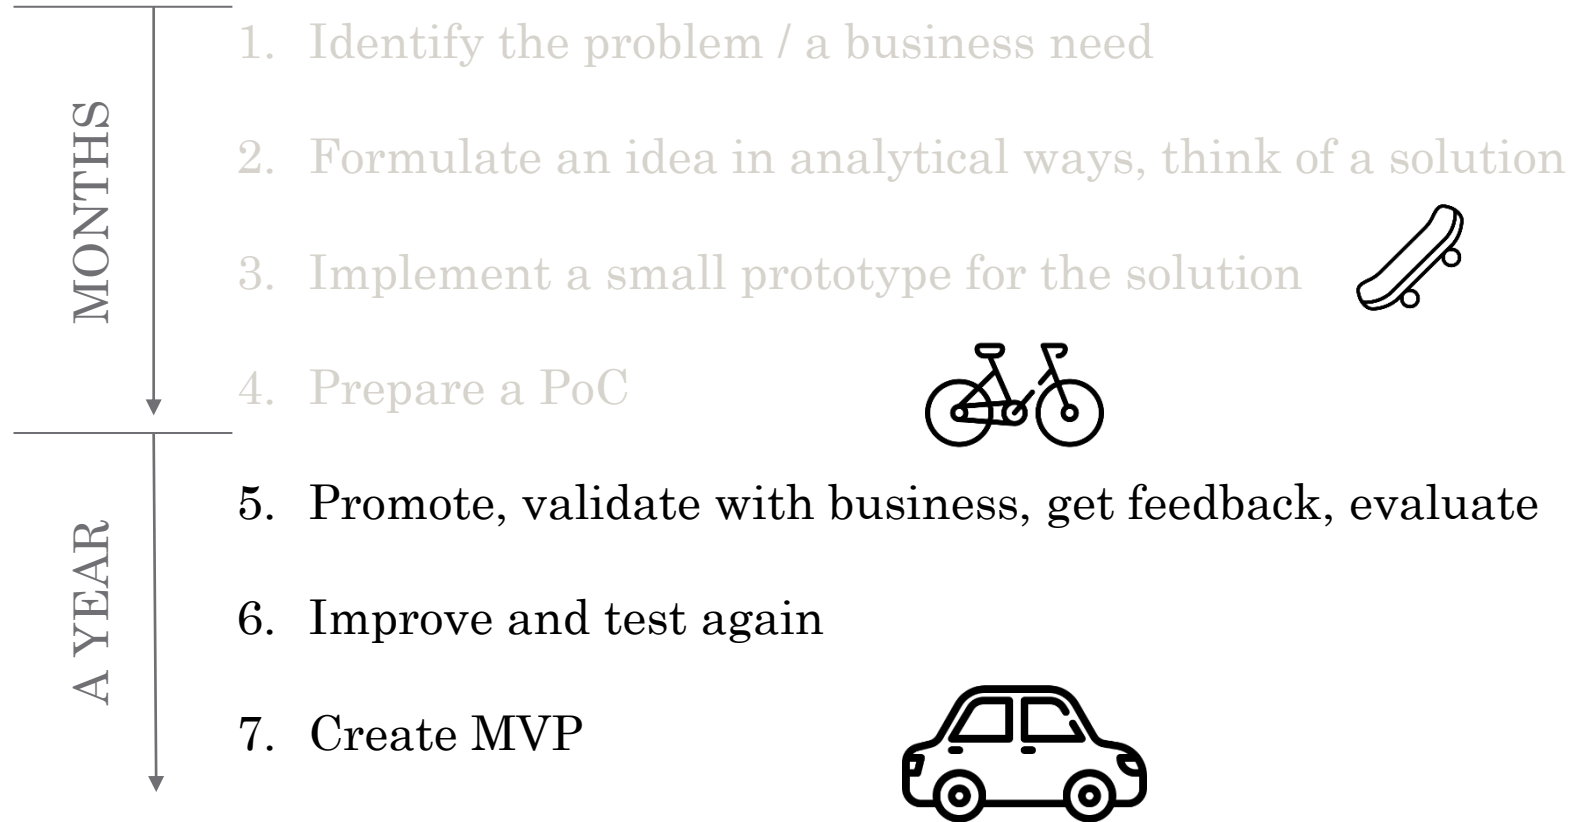 MONTHS
1. Identify the problem / a business need
2. Formulate an idea in analytical ways, think of a solution
3. Implement a small prototype for the solution
4. Prepare a PoC
A YEAR
5. Promote, validate with business, get feedback, evaluate
6. Improve and test again
7. Create MVP